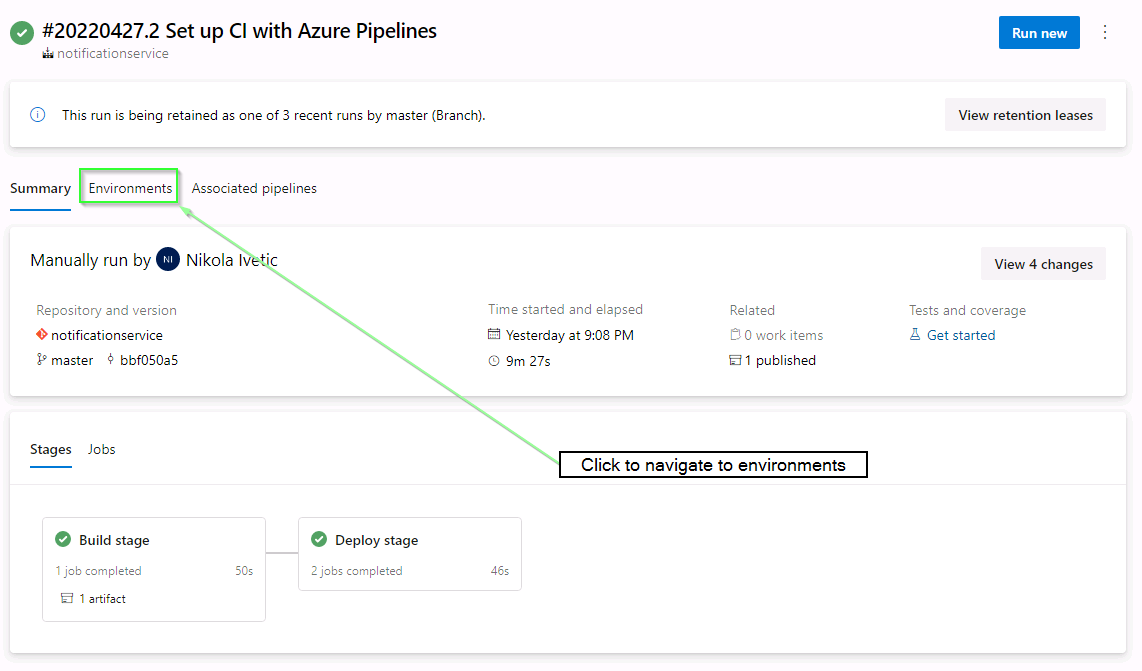 #20220427.2 Set up CI with Azure Pipelines
notificationservice
Run new
This run is being retained as one of 3 recent runs by master (Branch).
View retention leases
Summary Environments Associated pipelines
Manually run by NI Nikola Ivetic
View 4 changes
Repository and version
notificationservice
master bbf050a5
Time started and elapsed
Yesterday at 9:08 PM
9m 27s
Related
0 work items
1 published
Tests and coverage
Get started
Stages Jobs
Click to navigate to environments
Build stage
1 job completed 50s
1 artifact
Deploy stage
2 jobs completed 46s